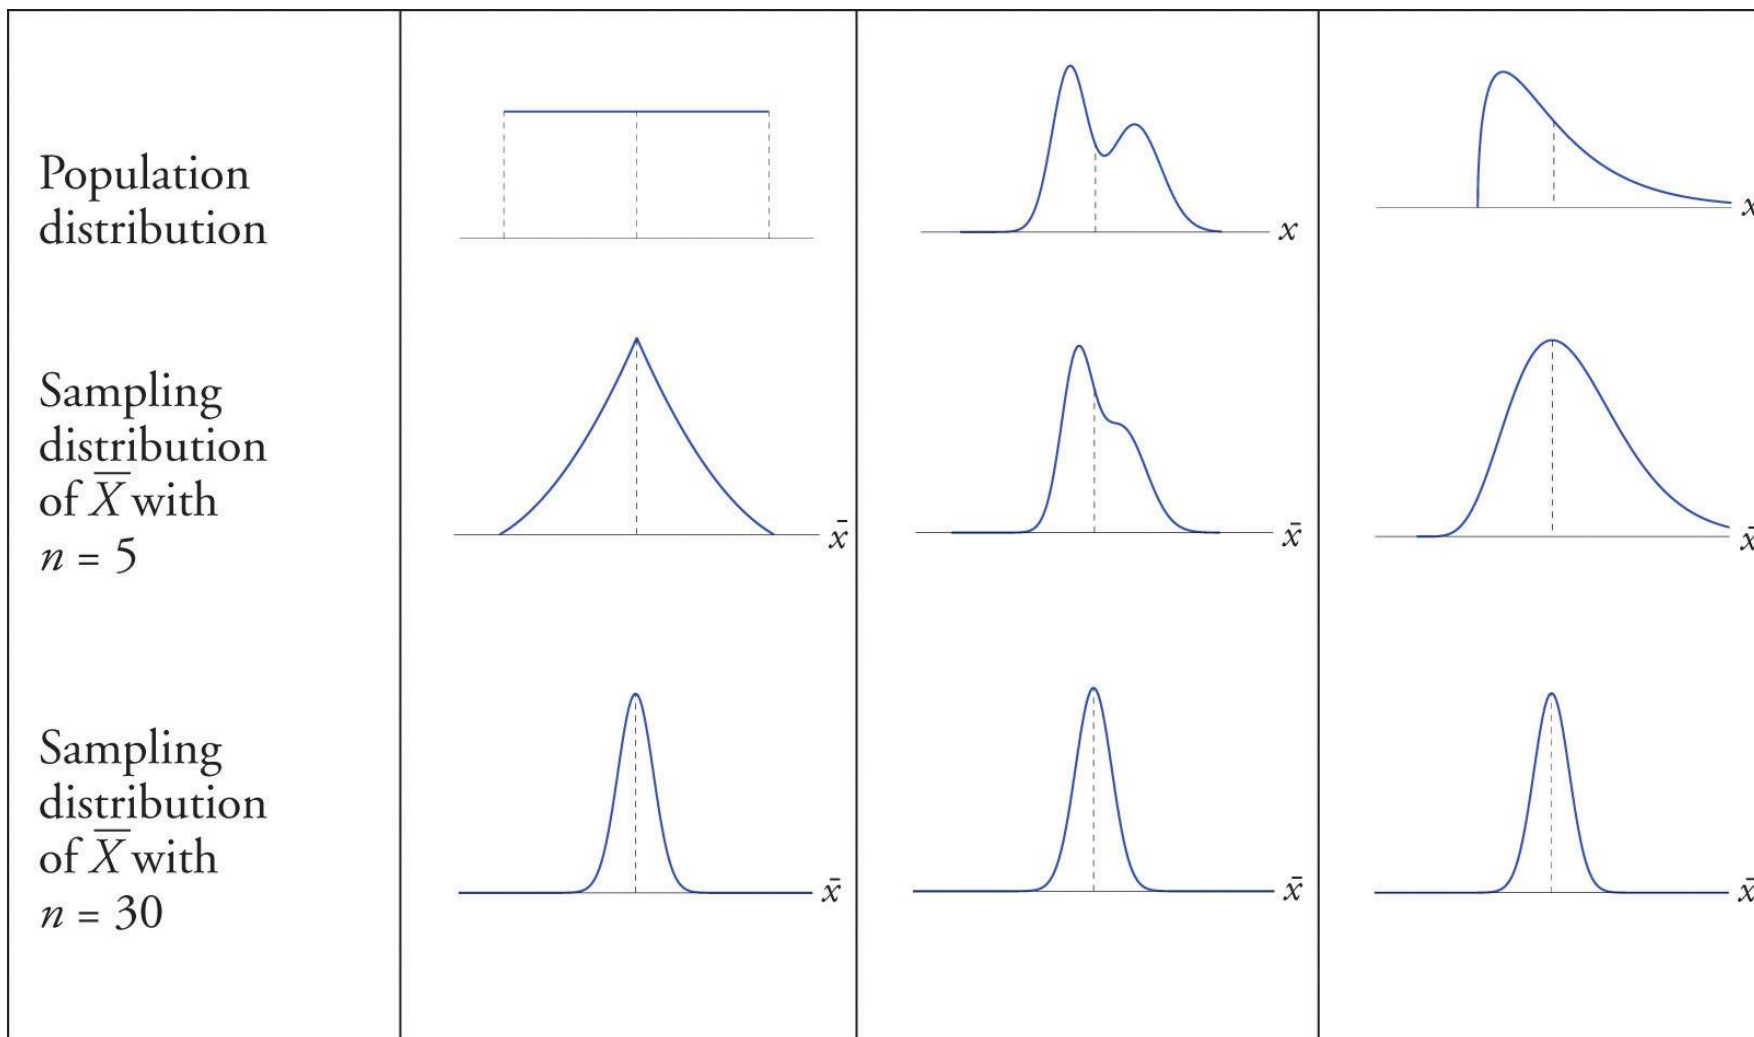 Population
distribution
x
x
Sampling
distribution
of X̅ with
n = 5
x̄
x̄
x̄
Sampling
distribution
of X̅ with
n = 30
x̄
x̄
x̄